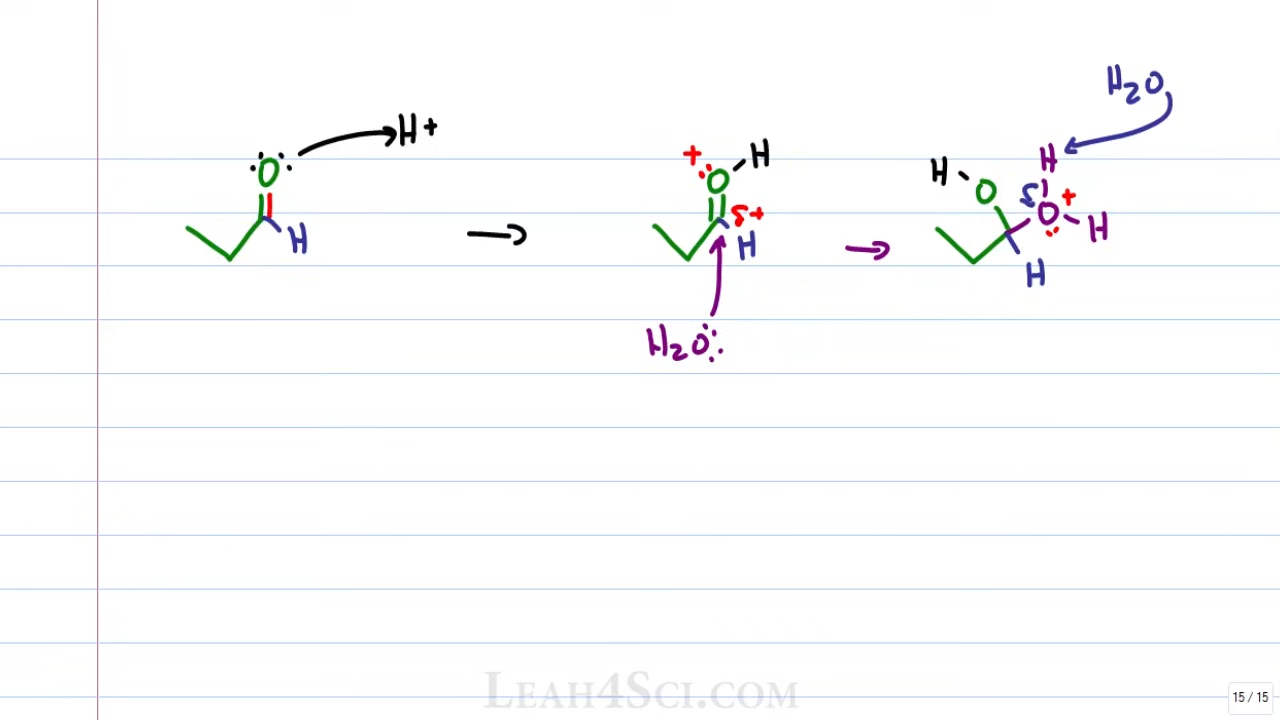 H₂O
H+
+ O H
H O H +
O δ+ O H
H H H
H₂O:
LEAH4SCI.COM
15 / 15